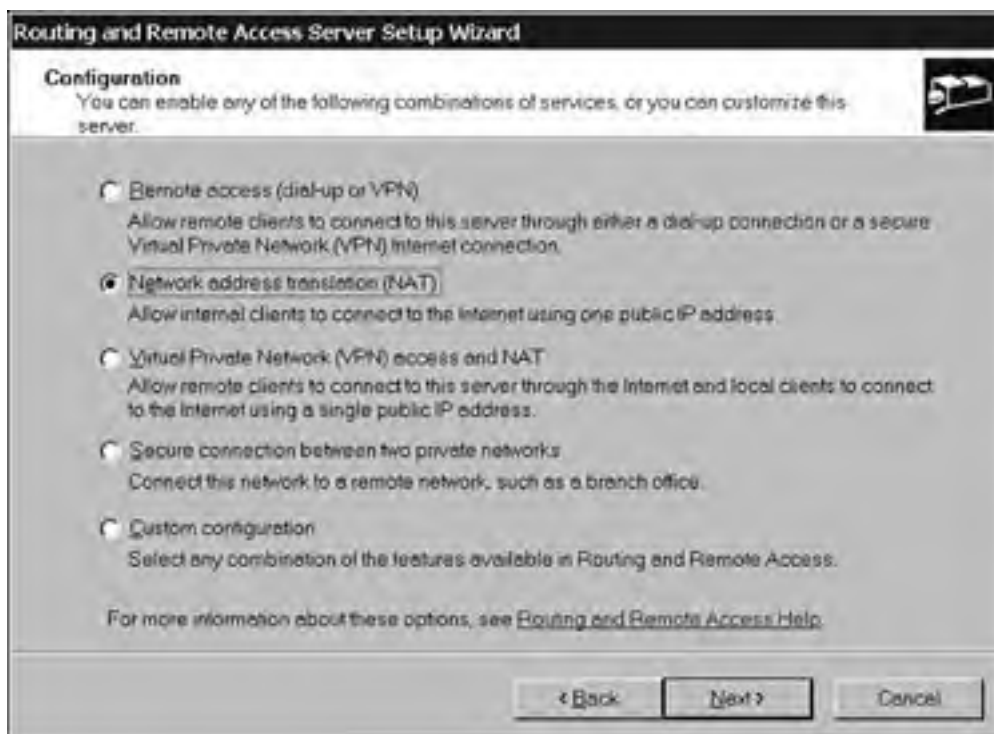 Routing and Remote Access Server Setup Wizard
Configuration
You can enable any of the following combinations of services, or you can customize this
server.
Remote access (dial-up or VPN)
Allow remote clients to connect to this server through either a dial-up connection or a secure
Virtual Private Network (VPN) Internet connection.
Network address translation (NAT)
Allow internal clients to connect to the Internet using one public IP address.
Virtual Private Network (VPN) access and NAT
Allow remote clients to connect to this server through the Internet and local clients to connect
to the Internet using a single public IP address.
Secure connection between two private networks
Connect this network to a remote network, such as a branch office.
Custom configuration
Select any combination of the features available in Routing and Remote Access.
For more information about these options, see Routing and Remote Access Help.
< Back
Next >
Cancel